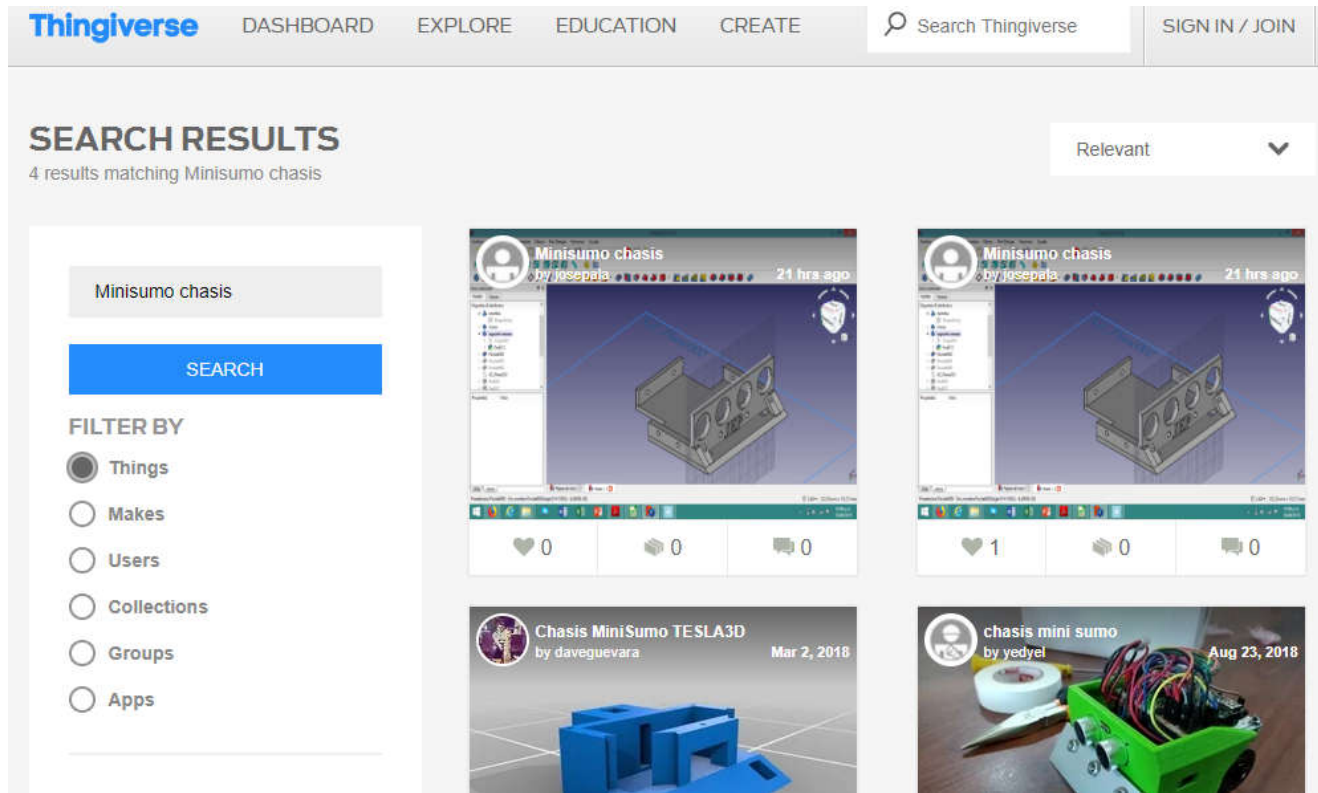 Thingiverse DASHBOARD EXPLORE EDUCATION CREATE Search Thingiverse SIGN IN / JOIN
SEARCH RESULTS
4 results matching Minisumo chasis
Relevant
Minisumo chasis
SEARCH
FILTER BY
Things
Makes
Users
Collections
Groups
Apps
Minisumo chasis
by josepala 21 hrs ago
0 0 0
Minisumo chasis
by josepala 21 hrs ago
1 0 0
Chasis MiniSumo TESLA3D
by daveguevara Mar 2, 2018
chasis mini sumo
by yedyel Aug 23, 2018